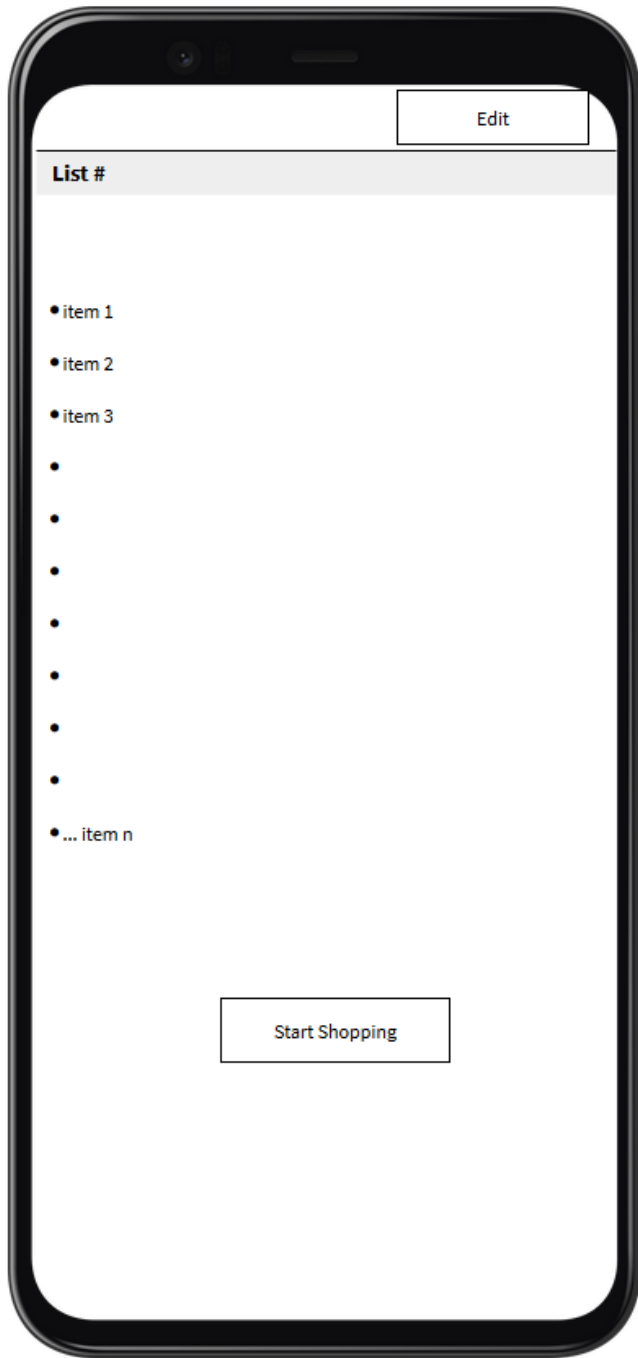 Edit
List #
• item 1
• item 2
• item 3
•
•
•
•
•
•
•
• ... item n
Start Shopping